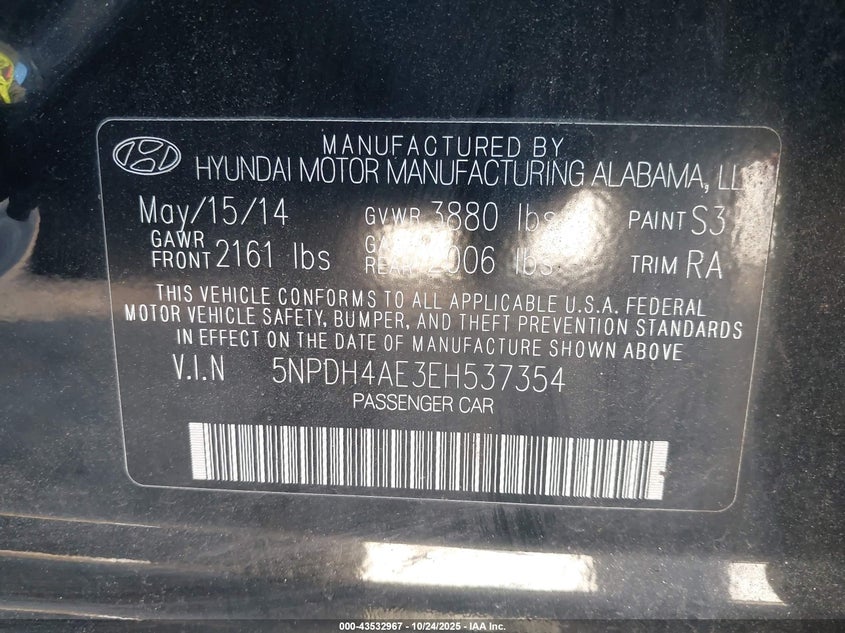 MANUFACTURED BY
HYUNDAI MOTOR MANUFACTURING ALABAMA, LL
May/15/14 GVWR 3880 lbs PAINT S3
GAWR FRONT 2161 lbs GA REAR 2006 lbs TRIM RA
THIS VEHICLE CONFORMS TO ALL APPLICABLE U.S.A. FEDERAL
MOTOR VEHICLE SAFETY, BUMPER, AND THEFT PREVENTION STANDARDS
IN EFFECT ON THE DATE OF MANUFACTURE SHOWN ABOVE
V.I.N 5NPDH4AE3EH537354
PASSENGER CAR
000-43532967 - 10/24/2025 - IAA, Inc.